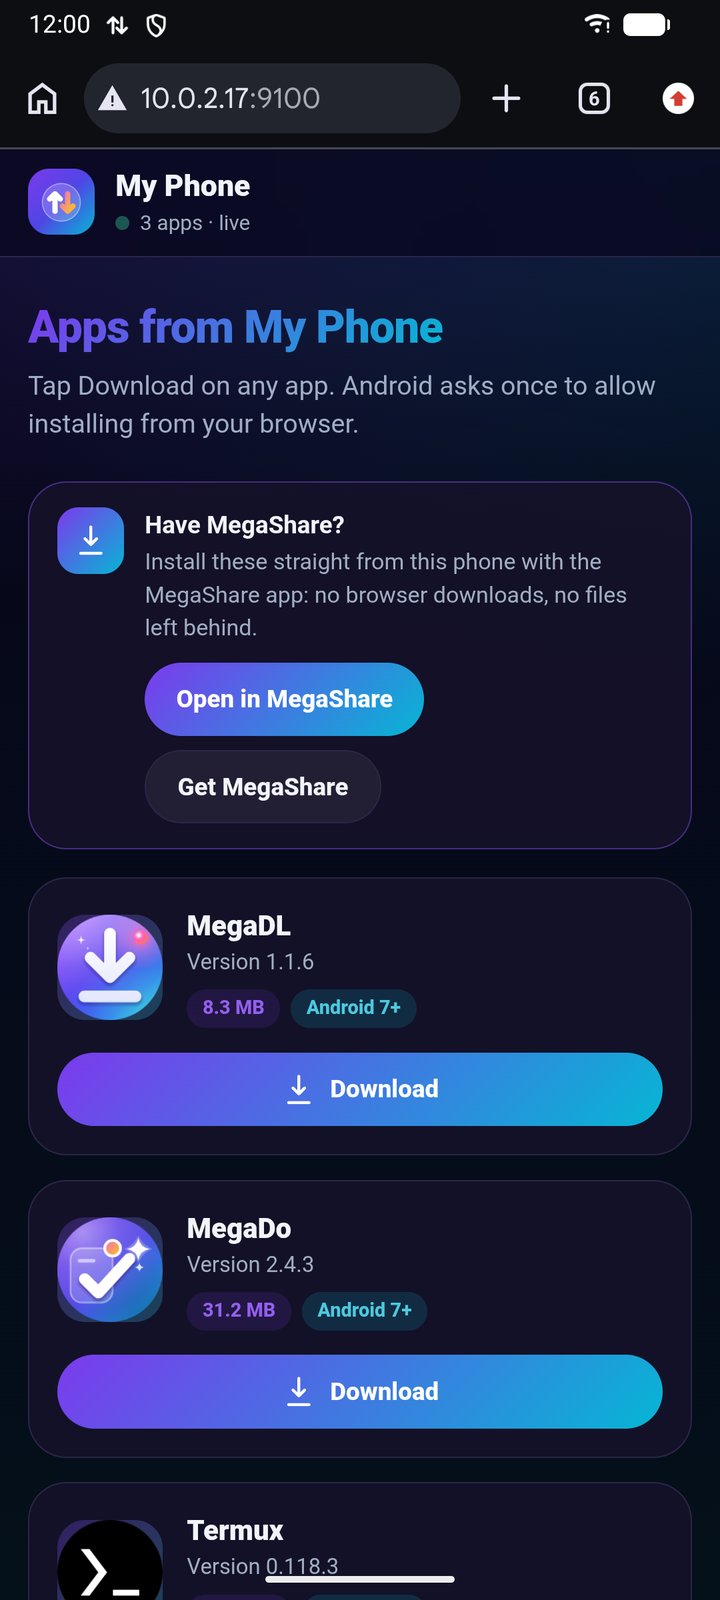 12:00
10.0.2.17:9100
6
My Phone
3 apps · live
Apps from My Phone
Tap Download on any app. Android asks once to allow
installing from your browser.
Have MegaShare?
Install these straight from this phone with the
MegaShare app: no browser downloads, no files
left behind.
Open in MegaShare
Get MegaShare
MegaDL
Version 1.1.6
8.3 MB Android 7+
Download
MegaDo
Version 2.4.3
31.2 MB Android 7+
Download
Termux
Version 0.118.3